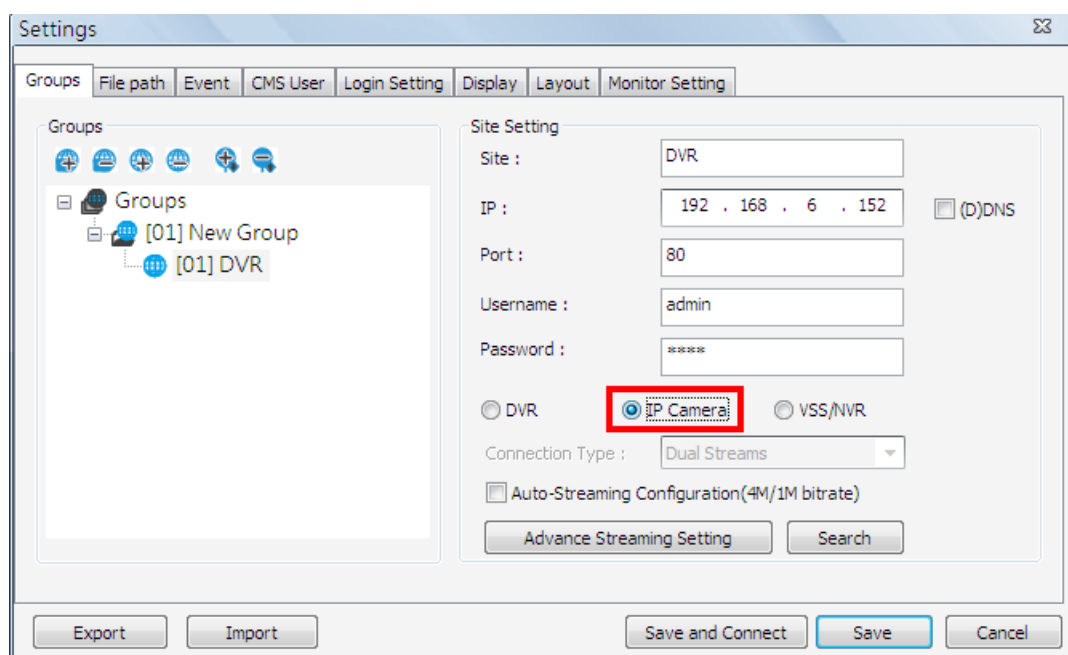 Settings
Groups File path Event CMS User Login Setting Display Layout Monitor Setting
Groups
Groups
[01] New Group
[01] DVR
Site Setting
Site : DVR
IP : 192 . 168 . 6 . 152 (D)DNS
Port : 80
Username : admin
Password : ****
DVR IP Camera VSS/NVR
Connection Type : Dual Streams
Auto-Streaming Configuration(4M/1M bitrate)
Advance Streaming Setting Search
Export Import Save and Connect Save Cancel